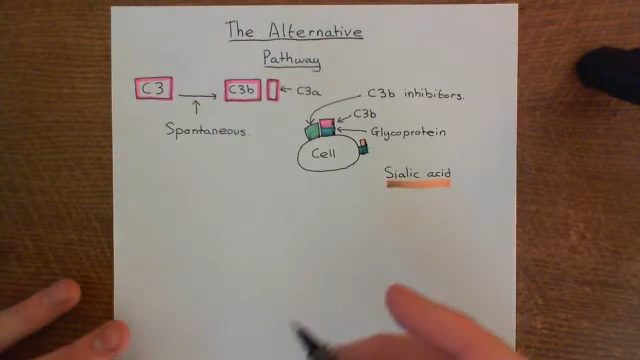 The Alternative
Pathway
C3
C3b
C3a
Spontaneous.
C3b inhibitors.
C3b
Glycoprotein
Cell
Sialic acid